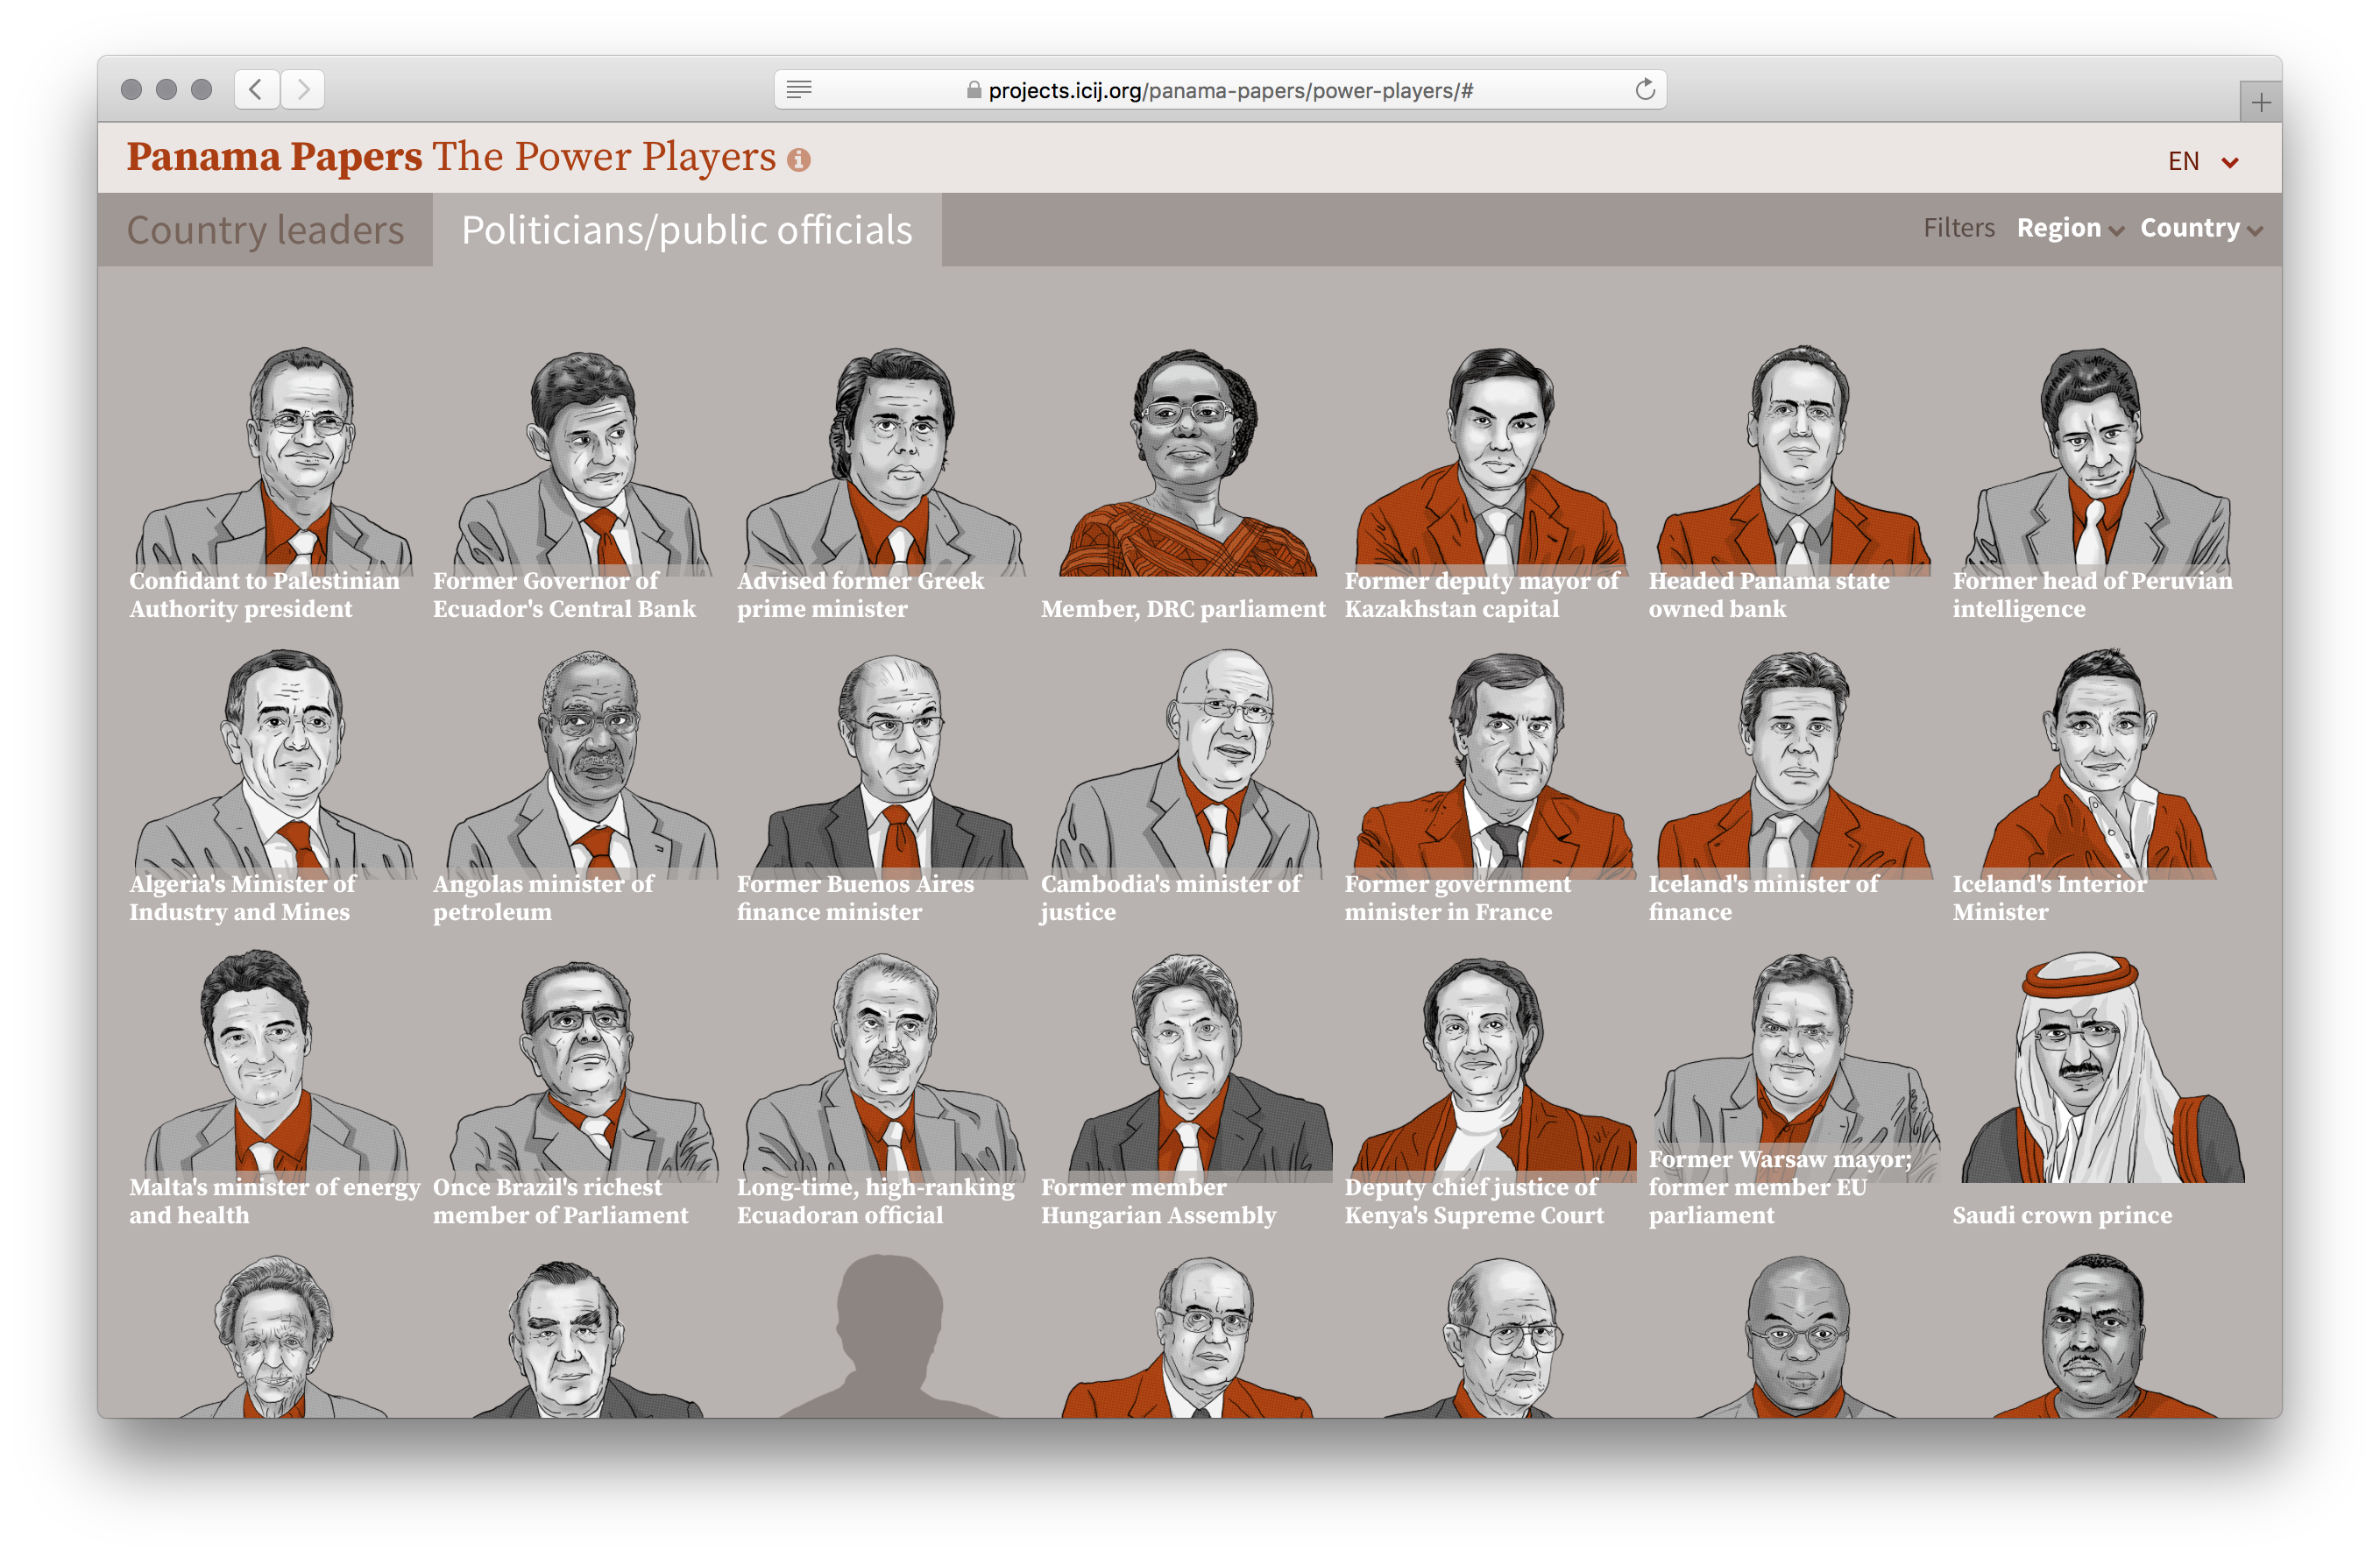 projects.icij.org/panama-papers/power-players/#
Panama Papers The Power Players
EN
Country leaders
Politicians/public officials
Filters Region Country
Confidant to Palestinian
Authority president
Former Governor of
Ecuador's Central Bank
Advised former Greek
prime minister
Member, DRC parliament
Former deputy mayor of
Kazakhstan capital
Headed Panama state
owned bank
Former head of Peruvian
intelligence
Algeria's Minister of
Industry and Mines
Angolas minister of
petroleum
Former Buenos Aires
finance minister
Cambodia's minister of
justice
Former government
minister in France
Iceland's minister of
finance
Iceland's Interior
Minister
Malta's minister of energy
and health
Once Brazil's richest
member of Parliament
Long-time, high-ranking
Ecuadoran official
Former member
Hungarian Assembly
Deputy chief justice of
Kenya's Supreme Court
Former Warsaw mayor;
former member EU
parliament
Saudi crown prince